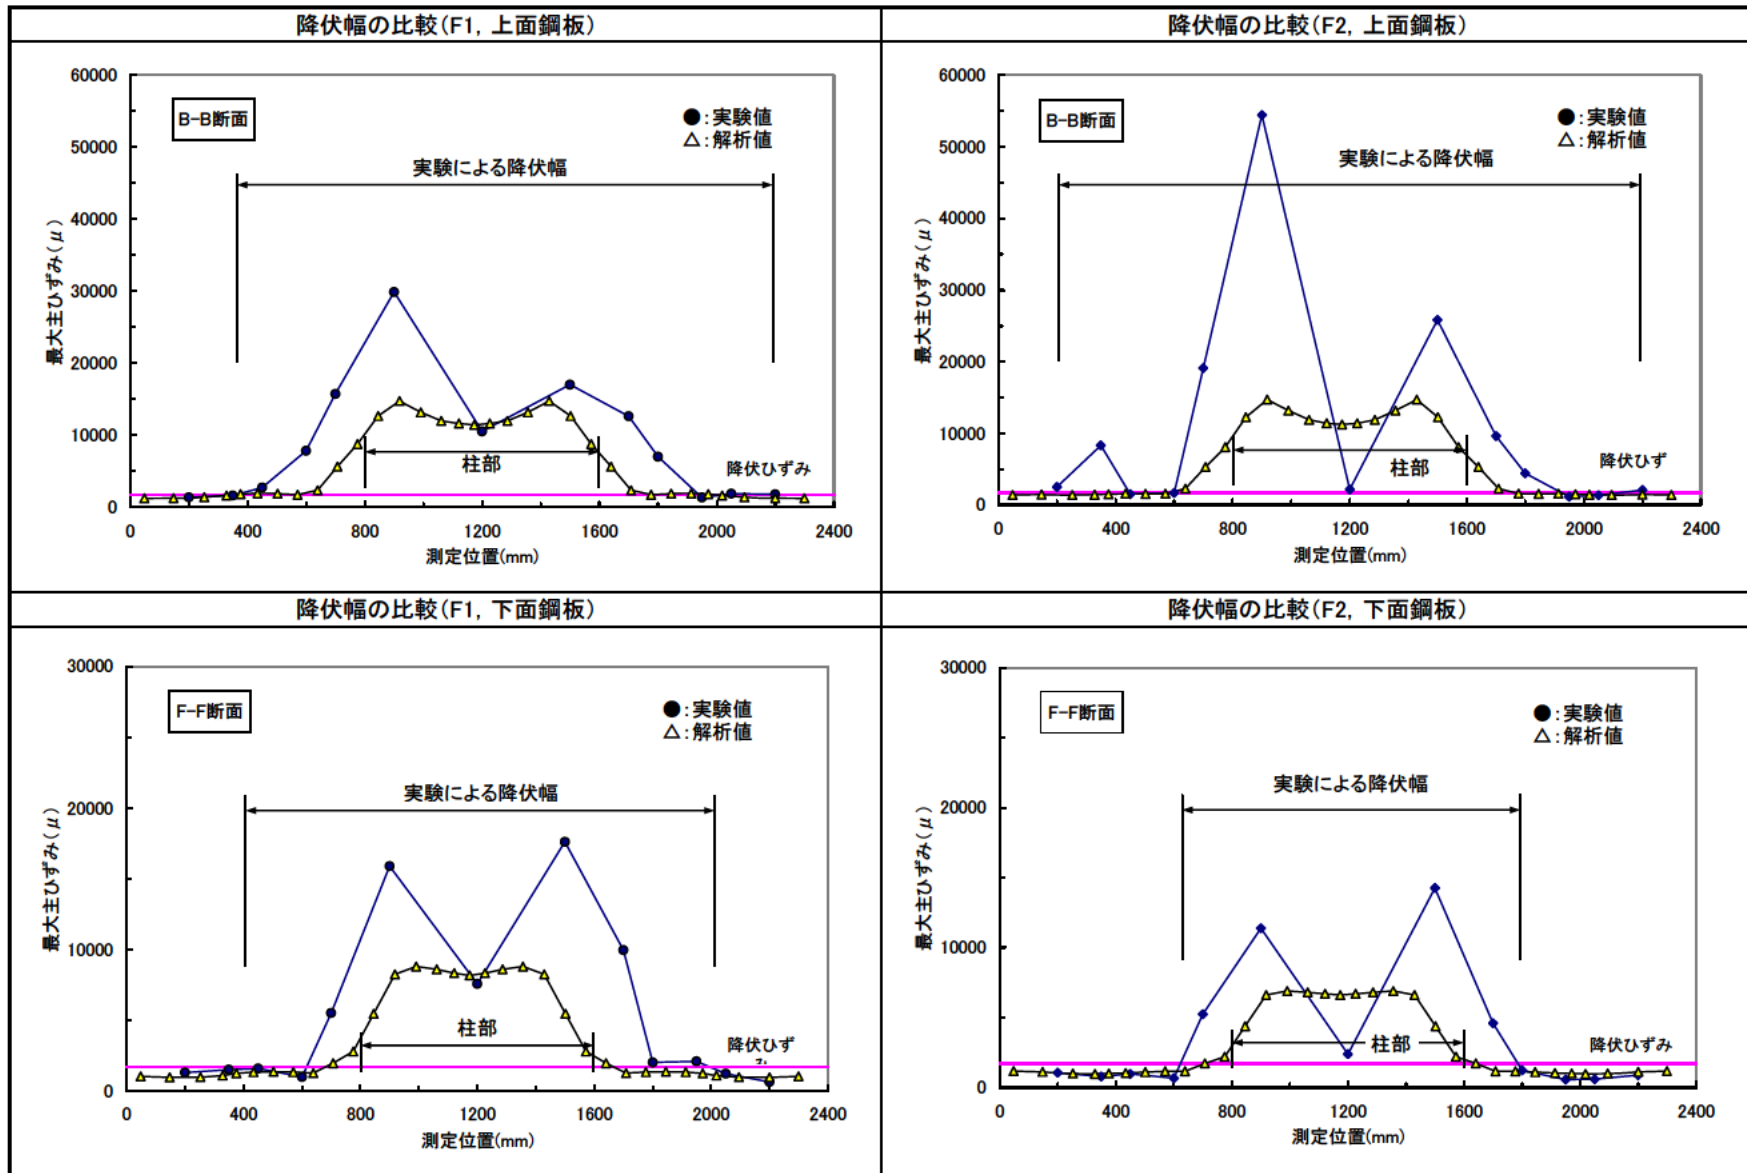 降伏幅の比較(F1, 上面鋼板)
60000
50000
40000
30000
20000
10000
0
最大主ひずみ(μ)
B-B断面
●:実験値
△:解析値
実験による降伏幅
柱部
降伏ひずみ
0 400 800 1200 1600 2000 2400
測定位置(mm)
降伏幅の比較(F2, 上面鋼板)
60000
50000
40000
30000
20000
10000
0
最大主ひずみ(μ)
B-B断面
●:実験値
△:解析値
実験による降伏幅
柱部
降伏ひず
0 400 800 1200 1600 2000 2400
測定位置(mm)
降伏幅の比較(F1, 下面鋼板)
30000
20000
10000
0
最大主ひずみ(μ)
F-F断面
●:実験値
△:解析値
実験による降伏幅
柱部
降伏ひず
み
0 400 800 1200 1600 2000 2400
測定位置(mm)
降伏幅の比較(F2, 下面鋼板)
30000
20000
10000
0
最大主ひずみ(μ)
F-F断面
●:実験値
△:解析値
実験による降伏幅
柱部
降伏ひずみ
0 400 800 1200 1600 2000 2400
測定位置(mm)